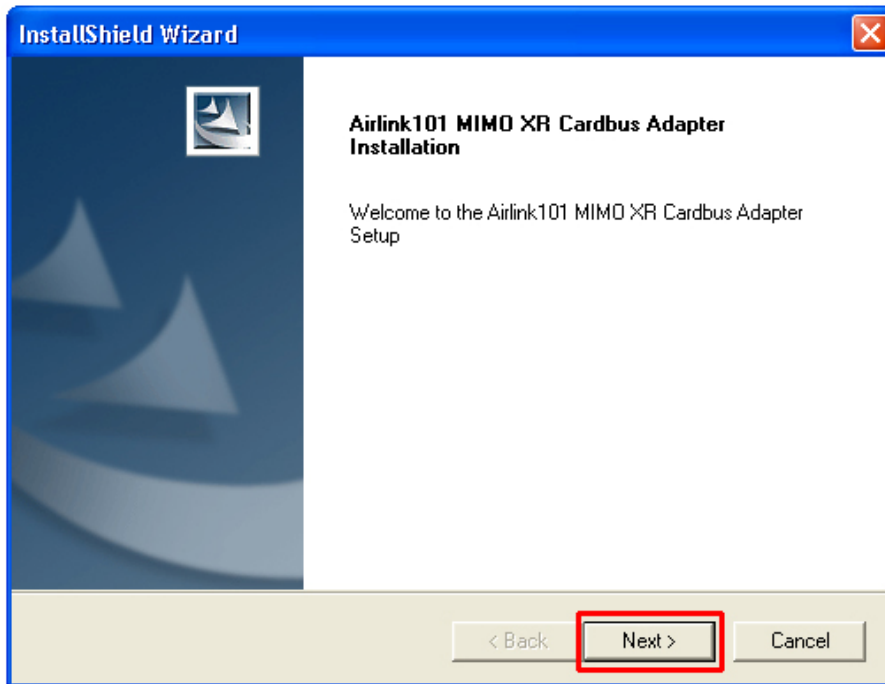 InstallShield Wizard
Airlink101 MIMO XR Cardbus Adapter
Installation
Welcome to the Airlink101 MIMO XR Cardbus Adapter
Setup
< Back
Next >
Cancel